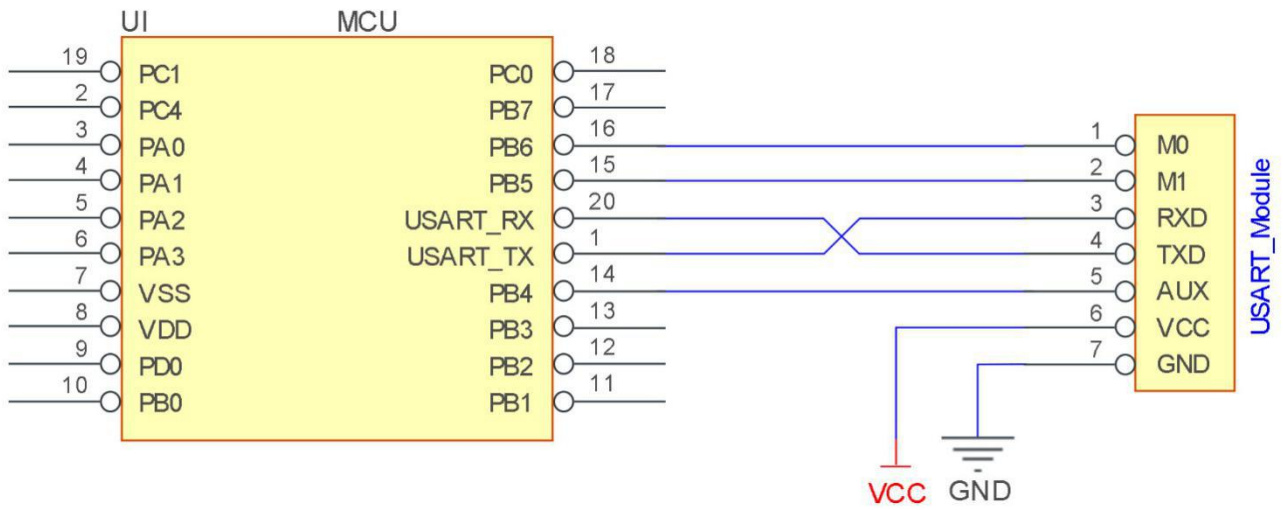 UI MCU
19 PC1 PC0 18
2 PC4 PB7 17
3 PA0 PB6 16 1 M0
4 PA1 PB5 15 2 M1
5 PA2 USART_RX 20 3 RXD
6 PA3 USART_TX 1 4 TXD
7 VSS PB4 14 5 AUX
8 VDD PB3 13 6 VCC
9 PD0 PB2 12 7 GND
10 PB0 PB1 11
USART_Module
VCC GND